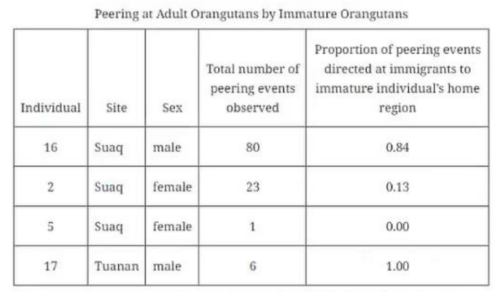 Peering at Adult Orangutans by Immature Orangutans
Individual Site Sex Total number of peering events observed Proportion of peering events directed at immigrants to immature individual's home region
16 Suaq male 80 0.84
2 Suaq female 23 0.13
5 Suaq female 1 0.00
17 Tuanan male 6 1.00